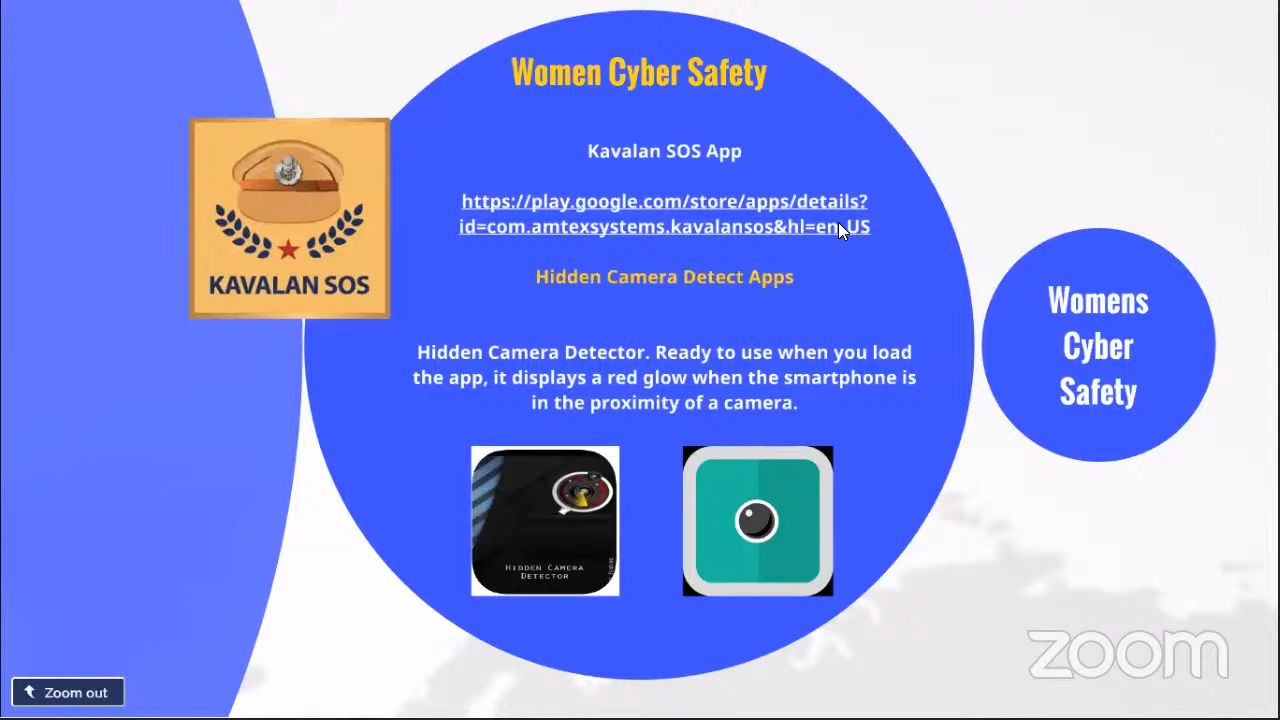 Women Cyber Safety
KAVALAN SOS
Kavalan SOS App
https://play.google.com/store/apps/details?
id=com.amtexsystems.kavalansos&hl=en_US
Hidden Camera Detect Apps
Hidden Camera Detector. Ready to use when you load
the app, it displays a red glow when the smartphone is
in the proximity of a camera.
HIDDEN CAMERA
DETECTOR
Womens
Cyber
Safety
zoom
Zoom out